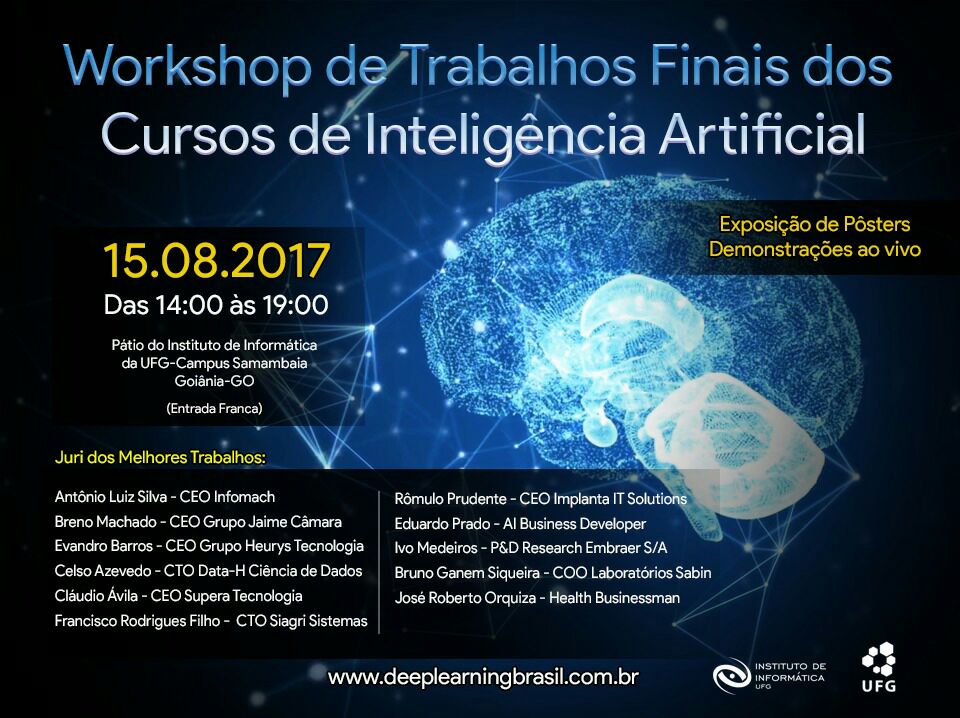 Workshop de Trabalhos Finais dos
Cursos de Inteligência Artificial
Exposição de Pôsters
Demonstrações ao vivo
15.08.2017
Das 14:00 às 19:00
Pátio do Instituto de Informática
da UFG-Campus Samambaia
Goiânia-GO
(Entrada Franca)
Juri dos Melhores Trabalhos:
Antônio Luiz Silva - CEO Infomach
Breno Machado - CEO Grupo Jaime Câmara
Evandro Barros - CEO Grupo Heurys Tecnologia
Celso Azevedo - CTO Data-H Ciência de Dados
Cláudio Ávila - CEO Supera Tecnologia
Francisco Rodrigues Filho - CTO Siagri Sistemas
Rômulo Prudente - CEO Implanta IT Solutions
Eduardo Prado - AI Business Developer
Ivo Medeiros - P&D Research Embraer S/A
Bruno Ganem Siqueira - COO Laboratórios Sabin
José Roberto Orquiza - Health Businessman
www.deeplearningbrasil.com.br
INSTITUTO DE
INFORMÁTICA
UFG
UFG